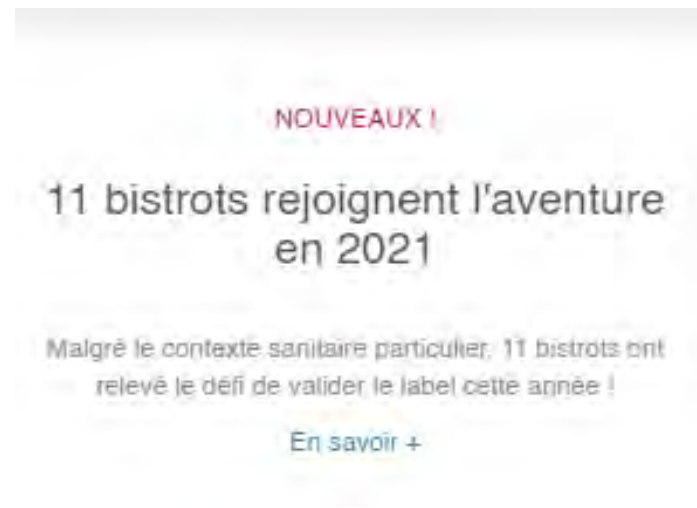 NOUVEAUX !
11 bistrots rejoignent l'aventure
en 2021
Malgré le contexte sanitaire particulier, 11 bistrots ont
relevé le défi de valider le label cette année !
En savoir +